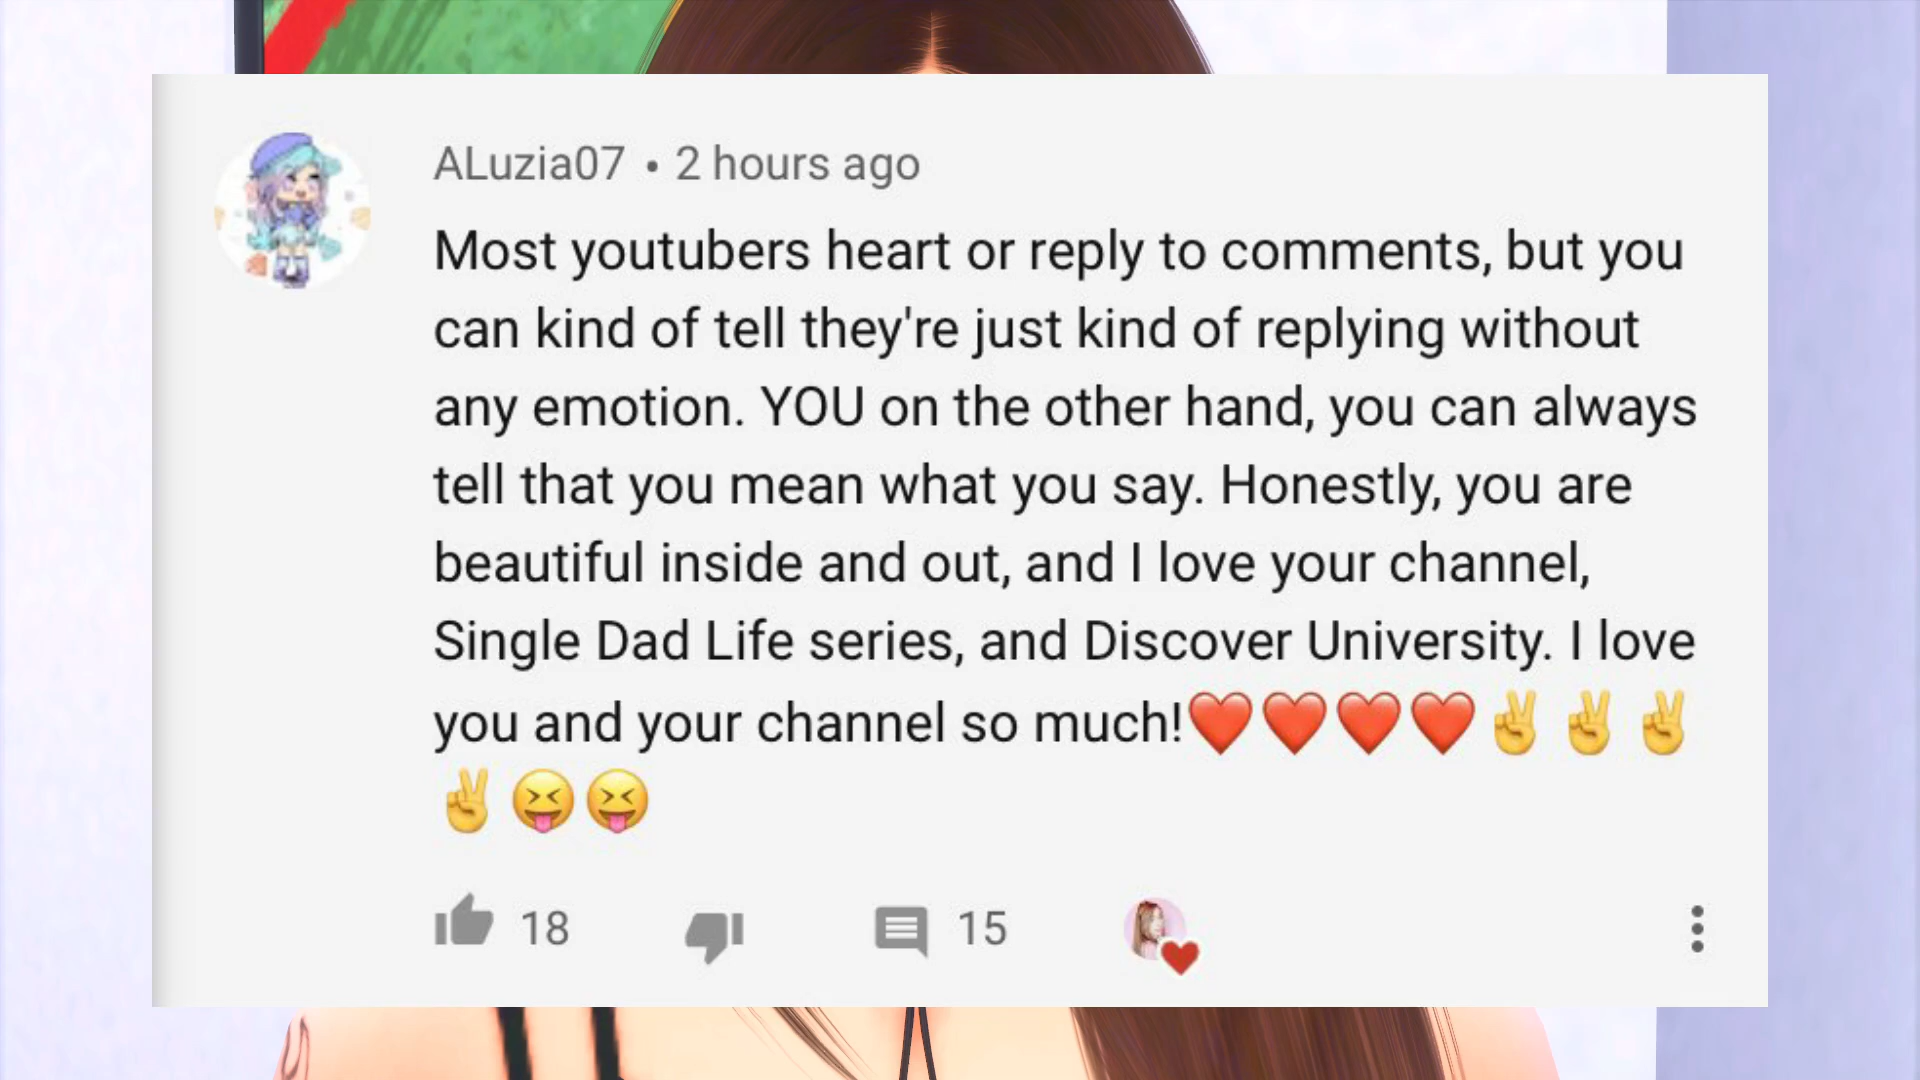 ALuzia07 • 2 hours ago
Most youtubers heart or reply to comments, but you
can kind of tell they're just kind of replying without
any emotion. YOU on the other hand, you can always
tell that you mean what you say. Honestly, you are
beautiful inside and out, and I love your channel,
Single Dad Life series, and Discover University. I love
you and your channel so much!❤️❤️❤️❤️✌️✌️✌️
✌️😝😝
18 15